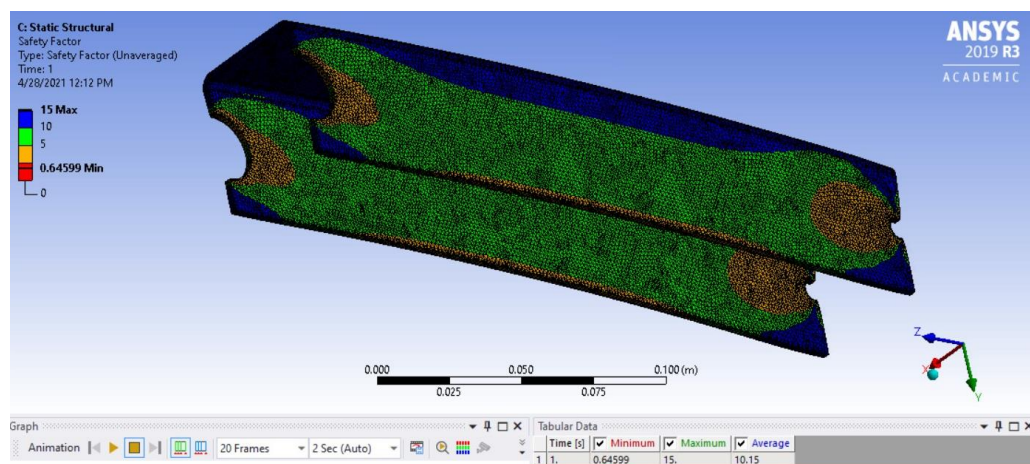 C: Static Structural
Safety Factor
Type: Safety Factor (Unaveraged)
Time: 1
4/28/2021 12:12 PM
15 Max
10
5
0.64599 Min
0
ANSYS
2019 R3
ACADEMIC
Z
X
Y
0.000
0.050
0.100 (m)
0.025
0.075
Graph
Animation
20 Frames
2 Sec (Auto)
Tabular Data
Time [s] Minimum Maximum Average
1 1. 0.64599 15. 10.15